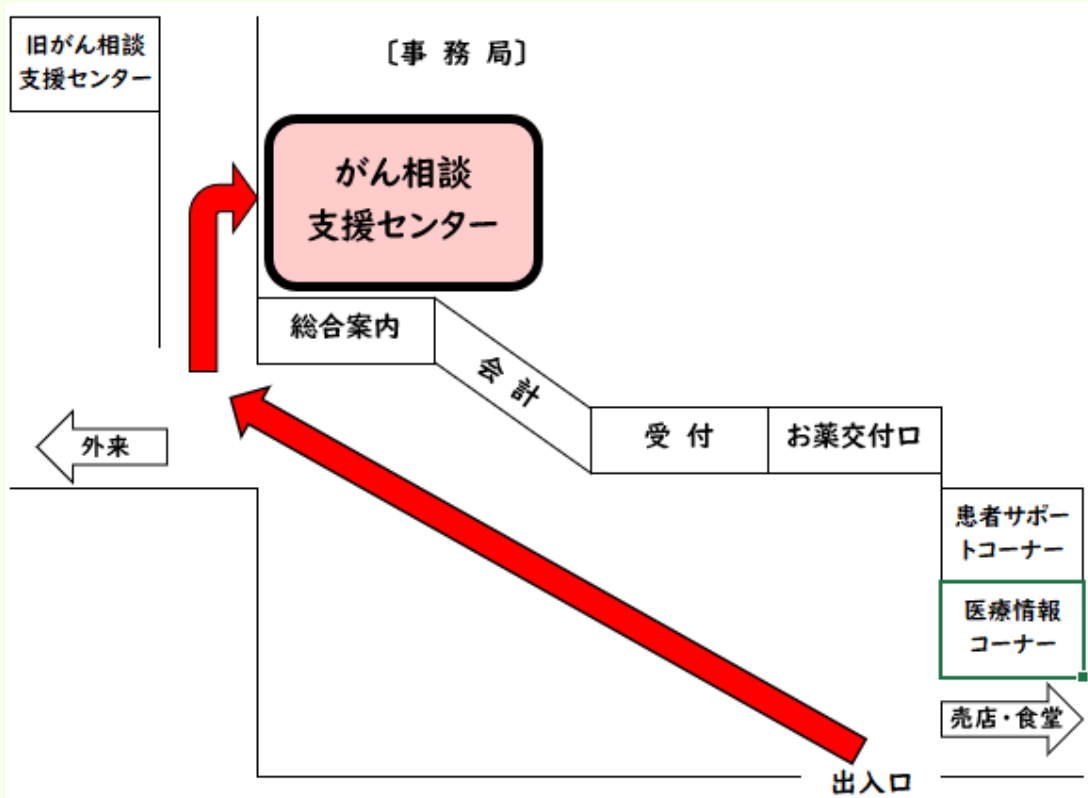 旧がん相談
支援センター
〔事 務 局〕
がん相談
支援センター
総合案内
会 計
受 付
お薬交付口
外来
患者サポー
トコーナー
医療情報
コーナー
売店・食堂
出入口